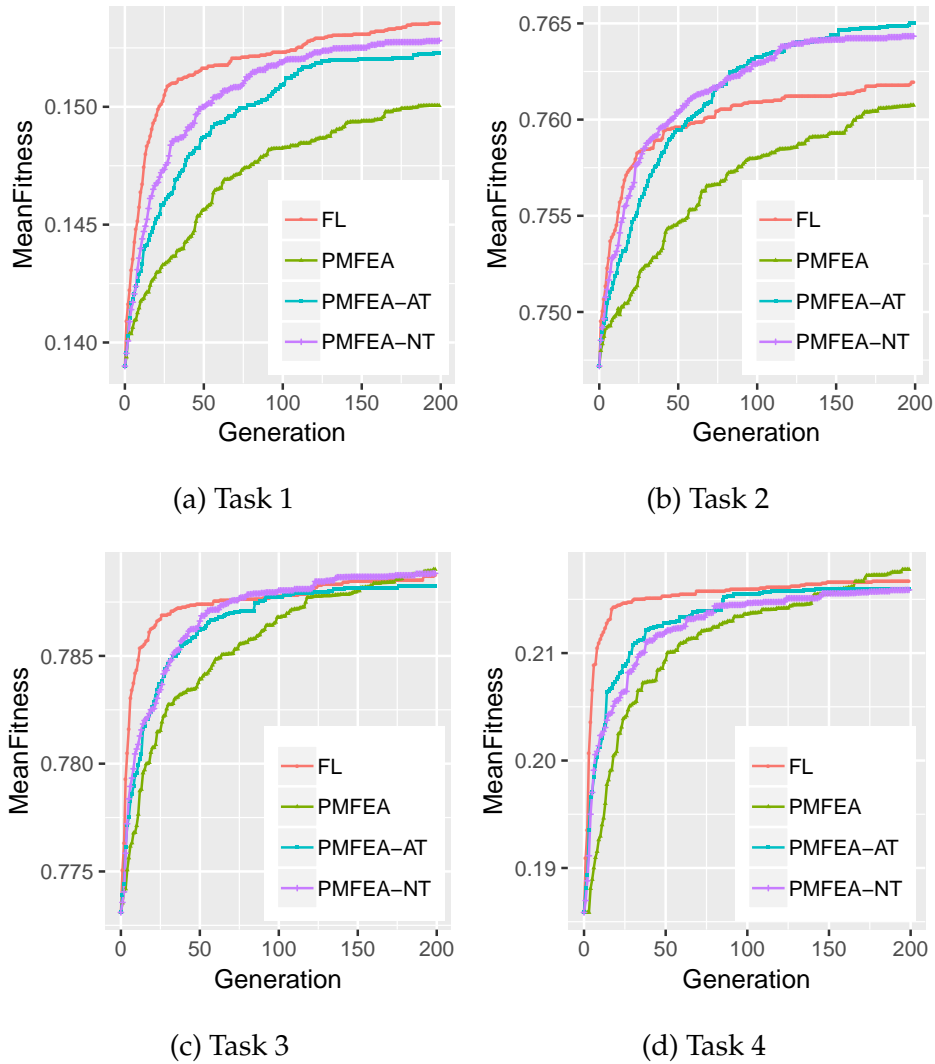 0.150
0.145
0.140
MeanFitness
FL
PMFEA
PMFEA-AT
PMFEA-NT
0 50 100 150 200
Generation
(a) Task 1
0.765
0.760
0.755
0.750
MeanFitness
FL
PMFEA
PMFEA-AT
PMFEA-NT
0 50 100 150 200
Generation
(b) Task 2
0.785
0.780
0.775
MeanFitness
FL
PMFEA
PMFEA-AT
PMFEA-NT
0 50 100 150 200
Generation
(c) Task 3
0.21
0.20
0.19
MeanFitness
FL
PMFEA
PMFEA-AT
PMFEA-NT
0 50 100 150 200
Generation
(d) Task 4